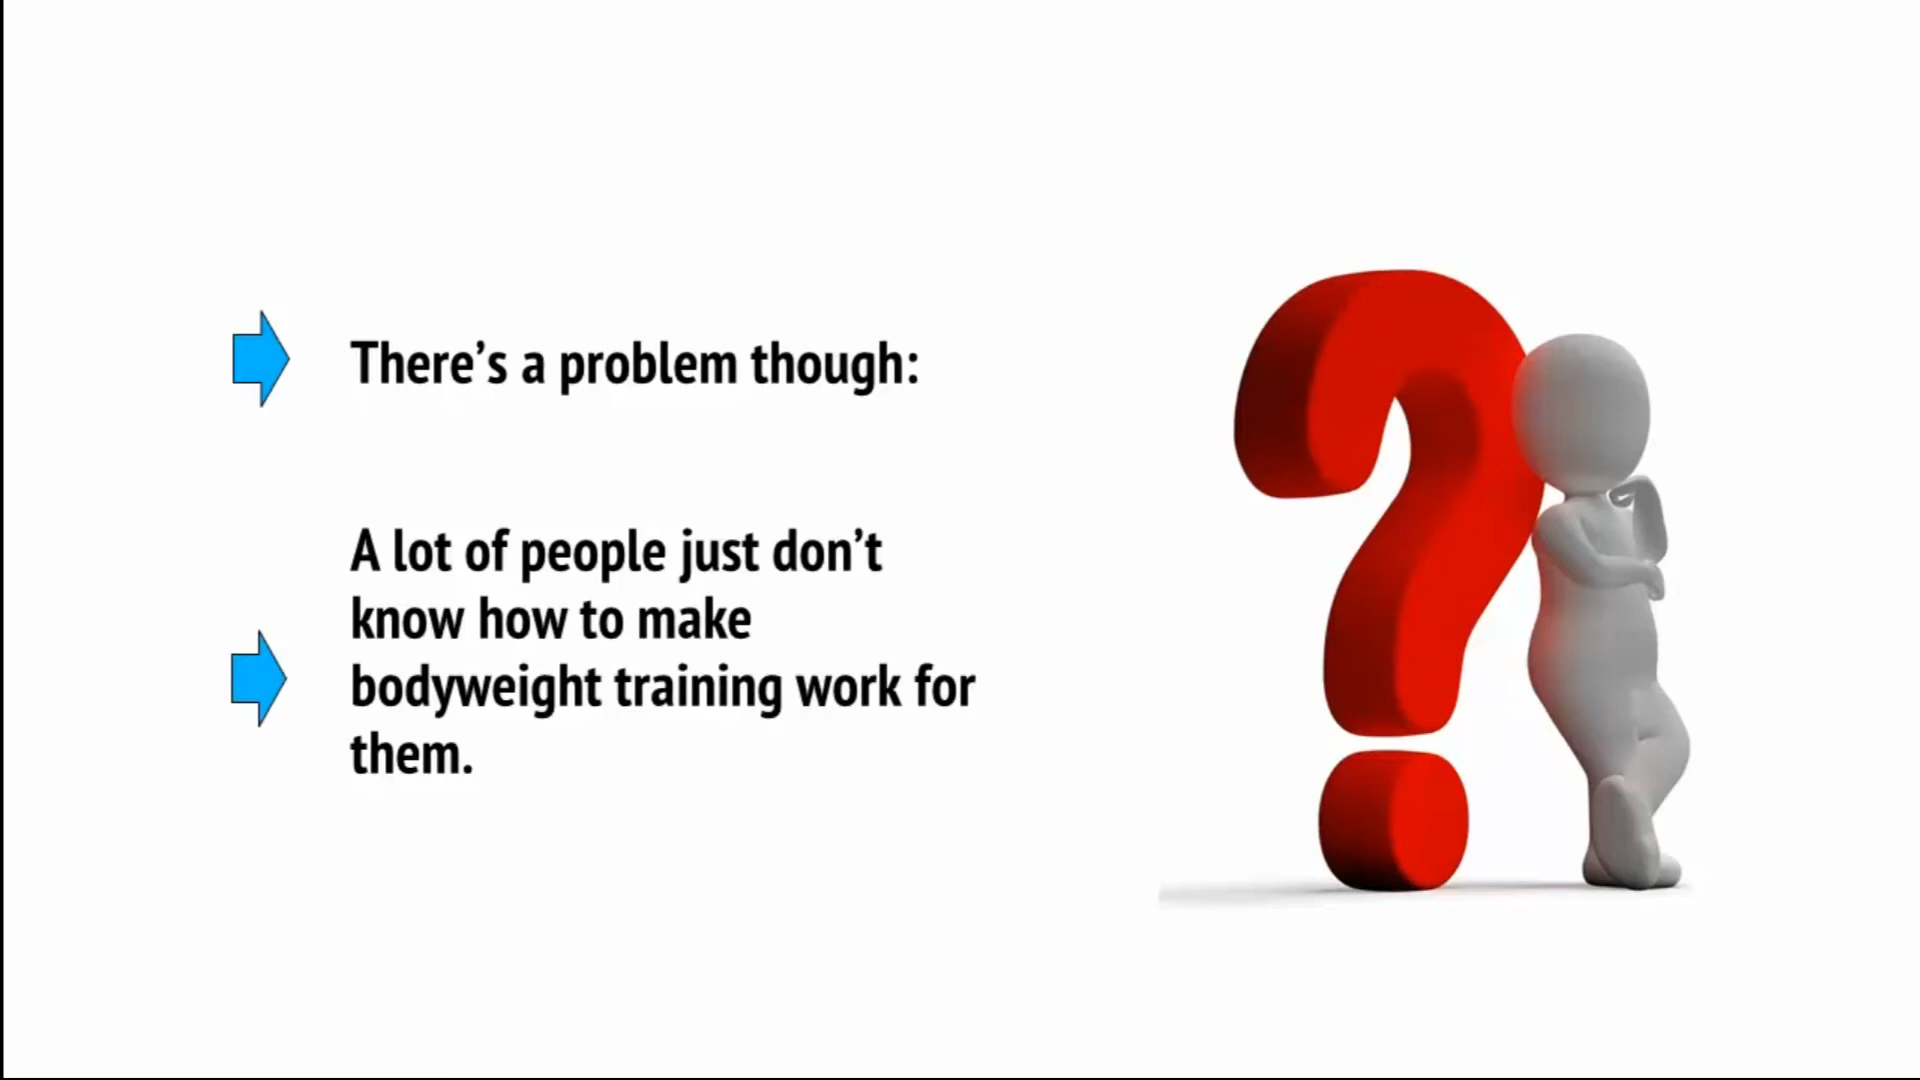 There’s a problem though:
A lot of people just don’t
know how to make
bodyweight training work for
them.